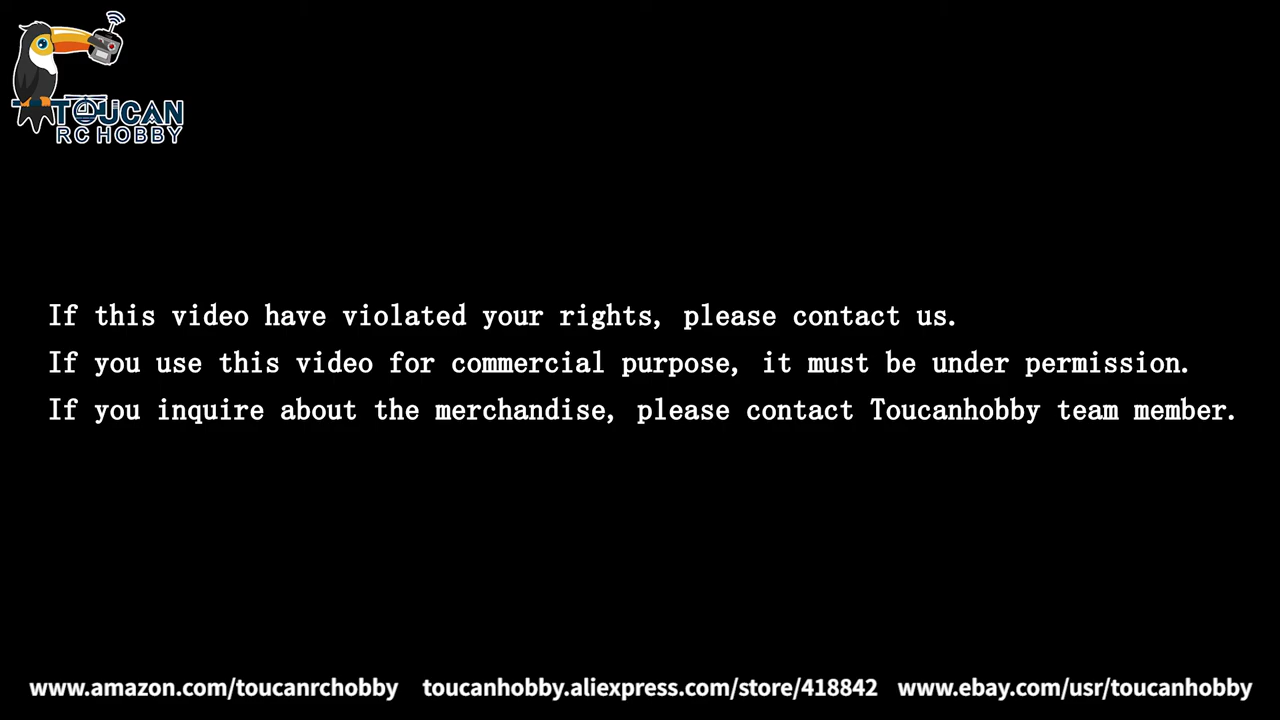 TOUCAN
RC HOBBY
If this video have violated your rights, please contact us.
If you use this video for commercial purpose, it must be under permission.
If you inquire about the merchandise, please contact Toucanhobby team member.
www.amazon.com/toucanrchobby toucanhobby.aliexpress.com/store/418842 www.ebay.com/usr/toucanhobby